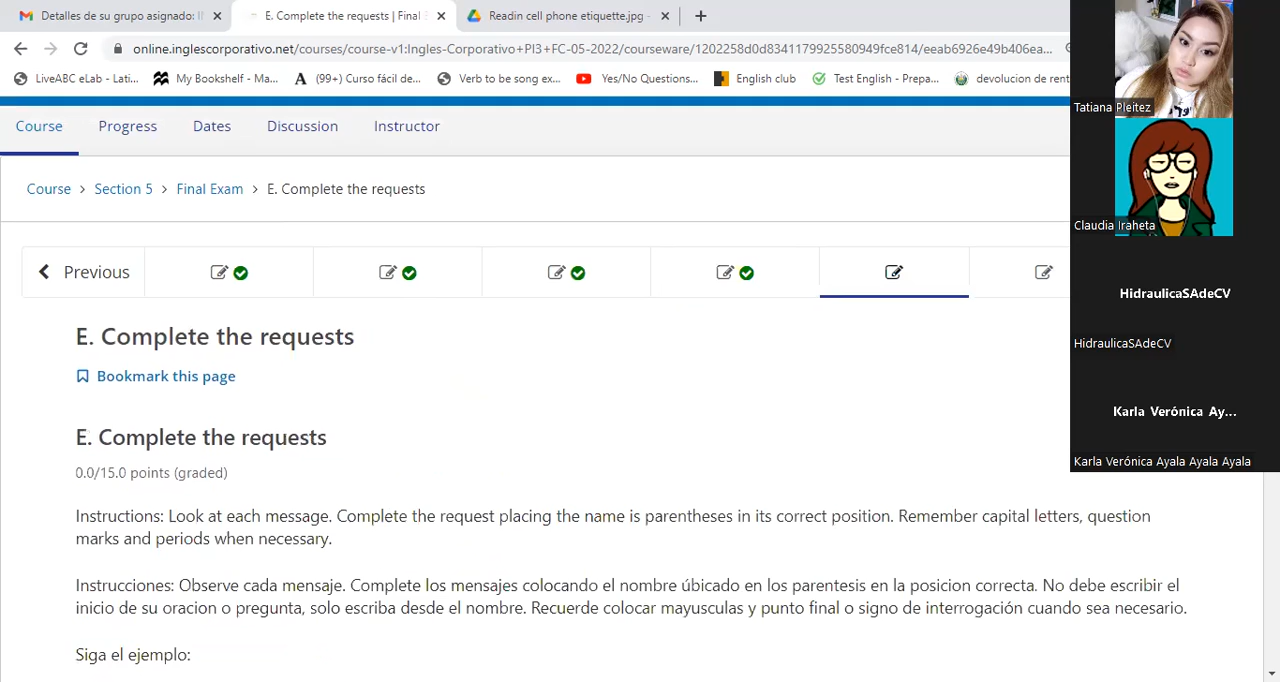 Detalles de su grupo asignado: I
E. Complete the requests | Final
Readin cell phone etiquette.jpg -
online.inglescorporativo.net/courses/course-v1:Ingles-Corporativo+PI3+FC-05-2022/courseware/1202258d0d8341179925580949fce814/eeab6926e49b406ea...
LiveABC eLab - Lati...
My Bookshelf - Ma...
(99+) Curso fácil de...
Verb to be song ex...
Yes/No Questions...
English club
Test English - Prepa...
devolucion de rent
Course
Progress
Dates
Discussion
Instructor
Tatiana Pleitez
Course > Section 5 > Final Exam > E. Complete the requests
Claudia Iraheta
Previous
HidraulicaSAdeCV
HidraulicaSAdeCV
E. Complete the requests
Bookmark this page
Karla Verónica Ay...
Karla Verónica Ayala Ayala Ayala
E. Complete the requests
0.0/15.0 points (graded)
Instructions: Look at each message. Complete the request placing the name is parentheses in its correct position. Remember capital letters, question
marks and periods when necessary.
Instrucciones: Observe cada mensaje. Complete los mensajes colocando el nombre úbicado en los parentesis en la posicion correcta. No debe escribir el
inicio de su oracion o pregunta, solo escriba desde el nombre. Recuerde colocar mayusculas y punto final o signo de interrogación cuando sea necesario.
Siga el ejemplo: